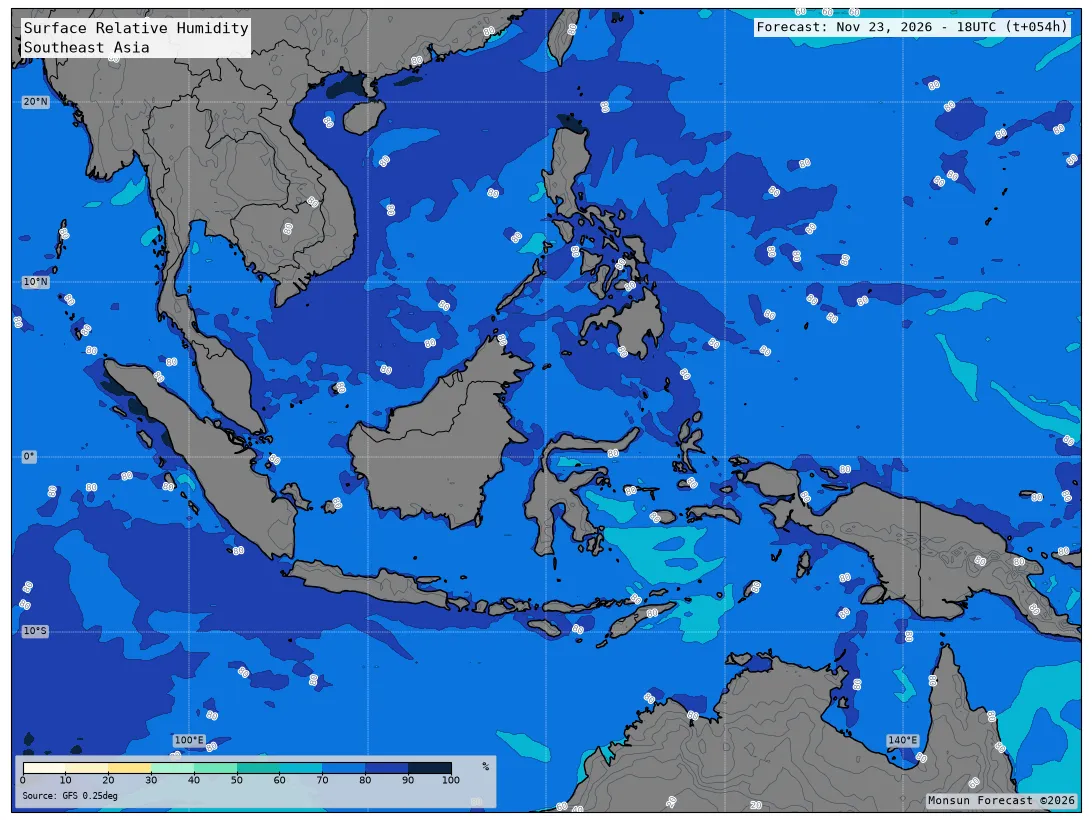 Surface Relative Humidity
Southeast Asia
Forecast: Nov 23, 2026 - 18UTC (t+054h)
20°N
10°N
0°
10°S
100°E
140°E
%
0 10 20 30 40 50 60 70 80 90 100
Source: GFS 0.25deg
Monsun Forecast ©2026